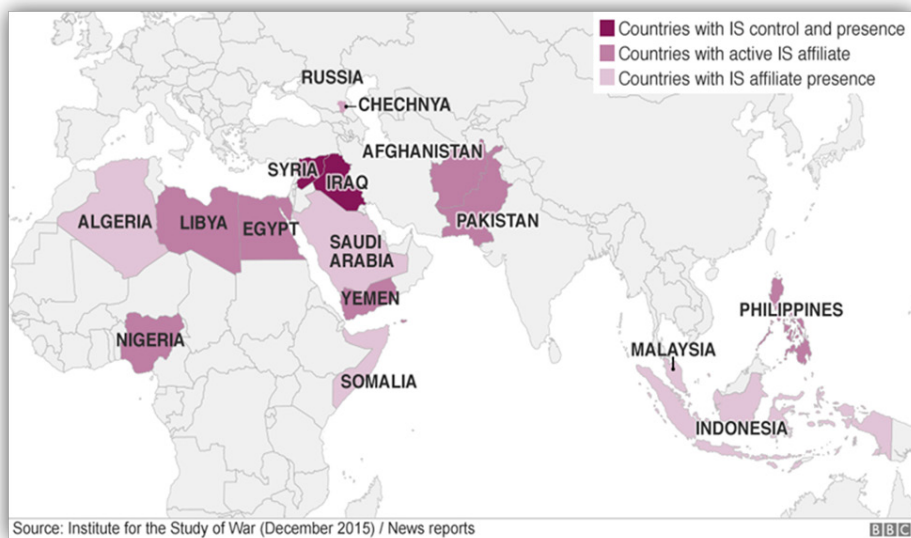 Countries with IS control and presence
Countries with active IS affiliate
Countries with IS affiliate presence
RUSSIA
CHECHNYA
AFGHANISTAN
SYRIA
IRAQ
PAKISTAN
ALGERIA
LIBYA
EGYPT
SAUDI
ARABIA
YEMEN
PHILIPPINES
NIGERIA
MALAYSIA
SOMALIA
INDONESIA
Source: Institute for the Study of War (December 2015) / News reports
BBC